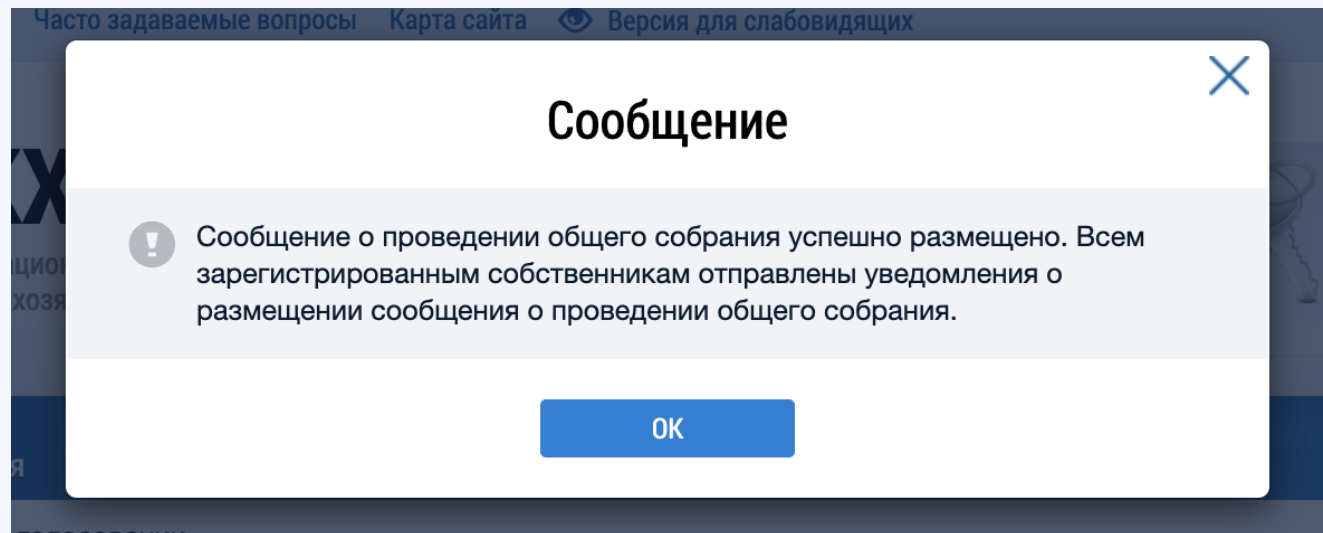 Часто задаваемые вопросы Карта сайта Версия для слабовидящих
Сообщение
Сообщение о проведении общего собрания успешно размещено. Всем
зарегистрированным собственникам отправлены уведомления о
размещении сообщения о проведении общего собрания.
ОК